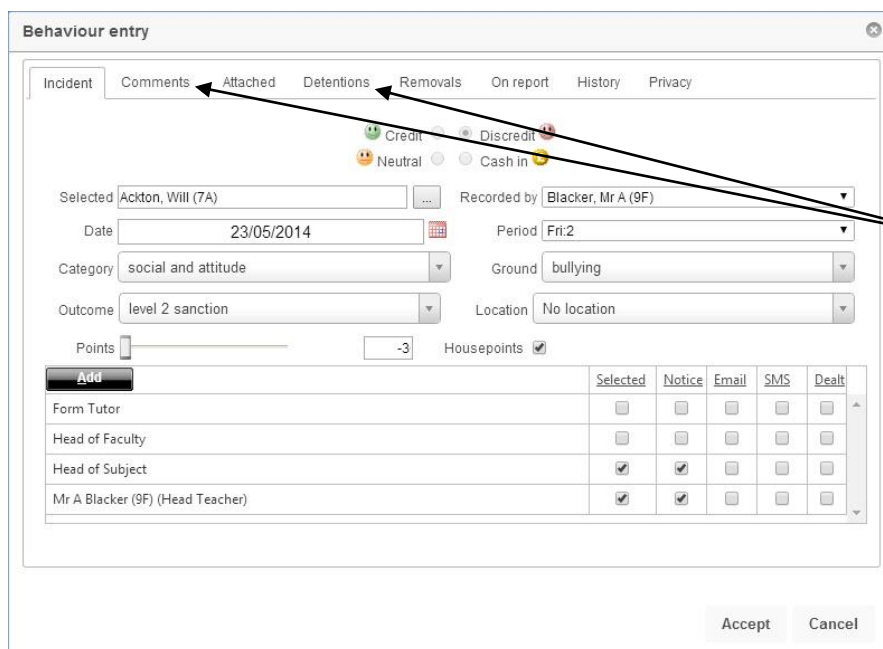 Behaviour entry
Incident Comments Attached Detentions Removals On report History Privacy
Credit Discredit
Neutral Cash in
Selected Ackton, Will (7A) ... Recorded by Blacker, Mr A (9F)
Date 23/05/2014 Period Fri:2
Category social and attitude Ground bullying
Outcome level 2 sanction Location No location
Points -3 Housepoints
Add Selected Notice Email SMS Dealt
Form Tutor
Head of Faculty
Head of Subject
Mr A Blacker (9F) (Head Teacher)
Accept Cancel